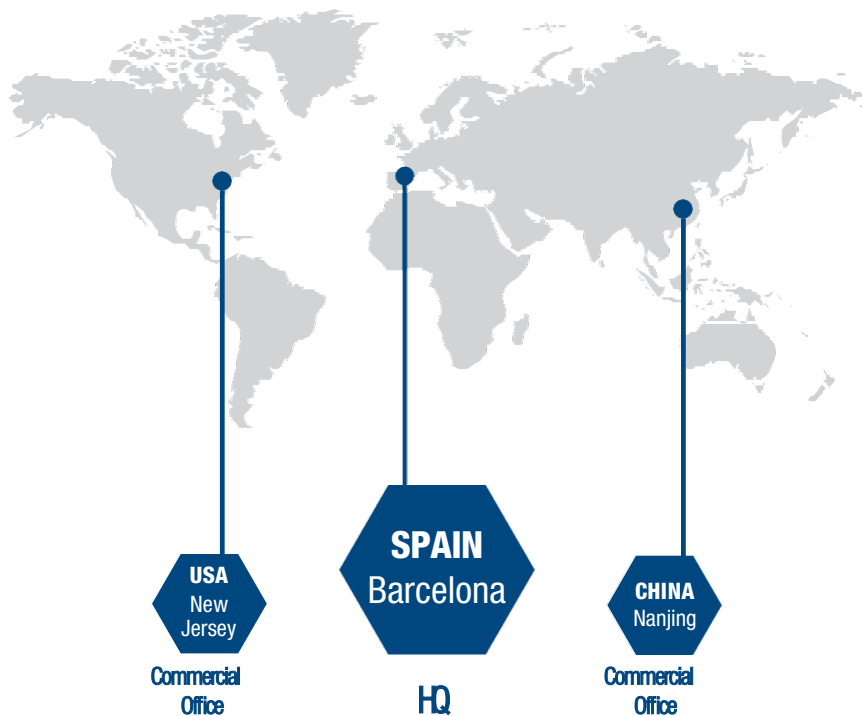 USA
New
Jersey
Commercial
Office
SPAIN
Barcelona
HQ
CHINA
Nanjing
Commercial
Office